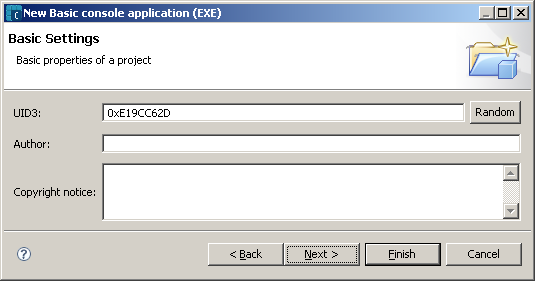 New Basic console application (EXE)
Basic Settings
Basic properties of a project
UID3: 0xE19CC62D Random
Author:
Copyright notice:
< Back Next > Finish Cancel